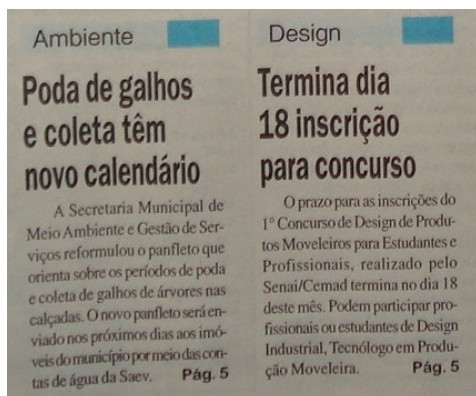 Ambiente
Poda de galhos
e coleta têm
novo calendário
A Secretaria Municipal de
Meio Ambiente e Gestão de Ser-
viços reformulou o panfleto que
orienta sobre os períodos de poda
e coleta de galhos de árvores nas
calçadas. O novo panfleto será en-
viado nos próximos dias aos imó-
veis do município por meio das con-
tas de água da Saev. Pág. 5
Design
Termina dia
18 inscrição
para concurso
O prazo para as inscrições do
1º Concurso de Design de Produ-
tos Moveleiros para Estudantes e
Profissionais, realizado pelo
Senai/Cemad termina no dia 18
deste mês. Podem participar pro-
fissionais ou estudantes de Design
Industrial, Tecnólogo em Produ-
ção Moveleira. Pág. 5